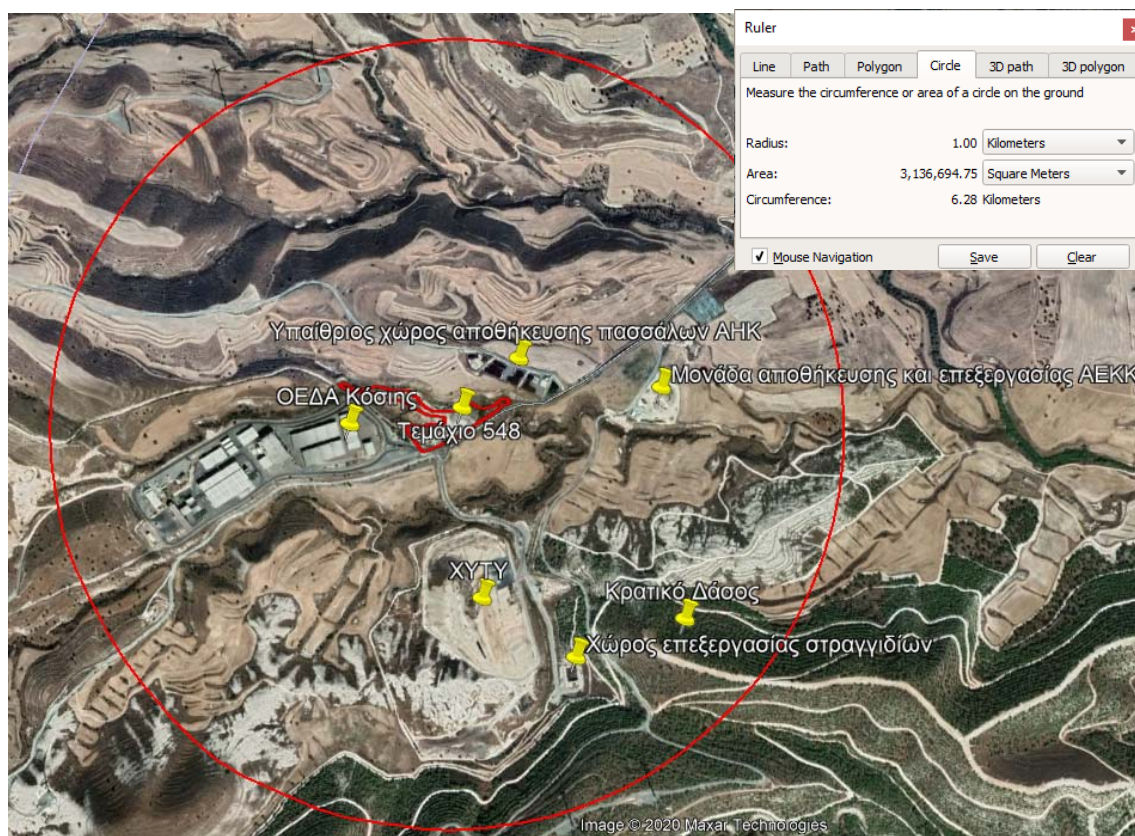 Ruler
Line Path Polygon Circle 3D path 3D polygon
Measure the circumference or area of a circle on the ground
Radius: 1.00 Kilometers
Area: 3,136,694.75 Square Meters
Circumference: 6.28 Kilometers
Mouse Navigation Save Clear
Υπαίθριος χώρος αποθήκευσης πασσάλων ΑΗΚ
Μονάδα αποθήκευσης και επεξεργασίας ΑΕΚΚ
ΟΕΔΑ Κόσιης
Τεμάχιο 548
ΧΥΤΥ
Κρατικό Δάσος
Χώρος επεξεργασίας στραγγιδίων
Image © 2020 Maxar Technologies